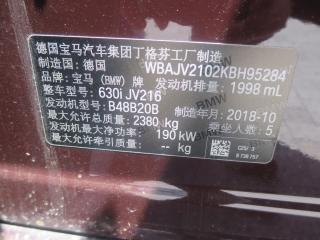 德国宝马汽车集团丁格芬工厂制造
制造国：德国 WBAJV2102KBH95284
品牌：宝马（BMW）牌 发动机排量：1998 mL
整车型号：630i JV216
发动机型号：B48B20B 制造年月：2018-10
最大允许总质量：2380 kg 乘坐人数：5
发动机最大净功率：190 kW
最大允许牵引质量：-- kg